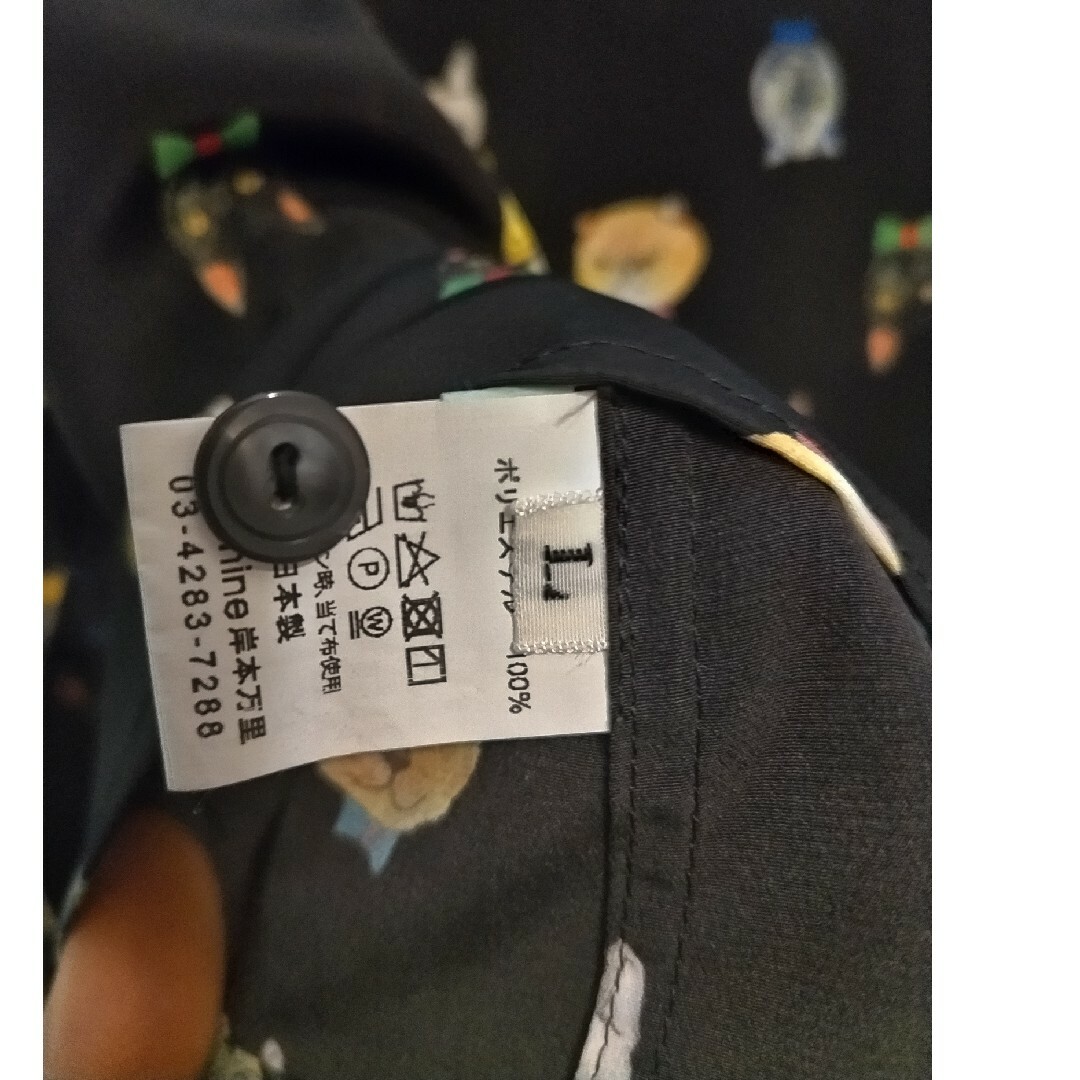 L
ポリエステル 100%
P
W
当て布使用
日本製
hine 岸本万里
03-4283-7288